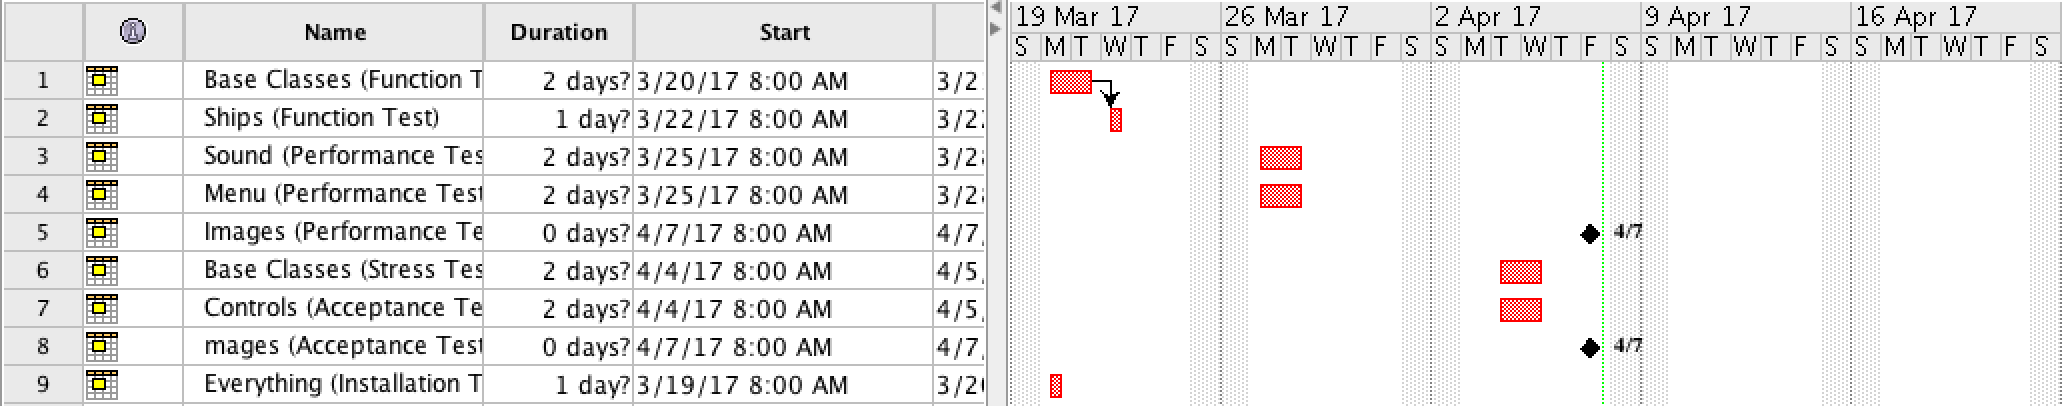 Name Duration Start
19 Mar 17 26 Mar 17 2 Apr 17 9 Apr 17 16 Apr 17
S M T W T F S S M T W T F S S M T W T F S S M T W T F S S M T W T F S
1 Base Classes (Function T 2 days? 3/20/17 8:00 AM 3/2
2 Ships (Function Test) 1 day? 3/22/17 8:00 AM 3/2
3 Sound (Performance Tes 2 days? 3/25/17 8:00 AM 3/2
4 Menu (Performance Test 2 days? 3/25/17 8:00 AM 3/2
5 Images (Performance Te 0 days? 4/7/17 8:00 AM 4/7, 4/7
6 Base Classes (Stress Tes 2 days? 4/4/17 8:00 AM 4/5,
7 Controls (Acceptance Te 2 days? 4/4/17 8:00 AM 4/5,
8 mages (Acceptance Test 0 days? 4/7/17 8:00 AM 4/7, 4/7
9 Everything (Installation T 1 day? 3/19/17 8:00 AM 3/2